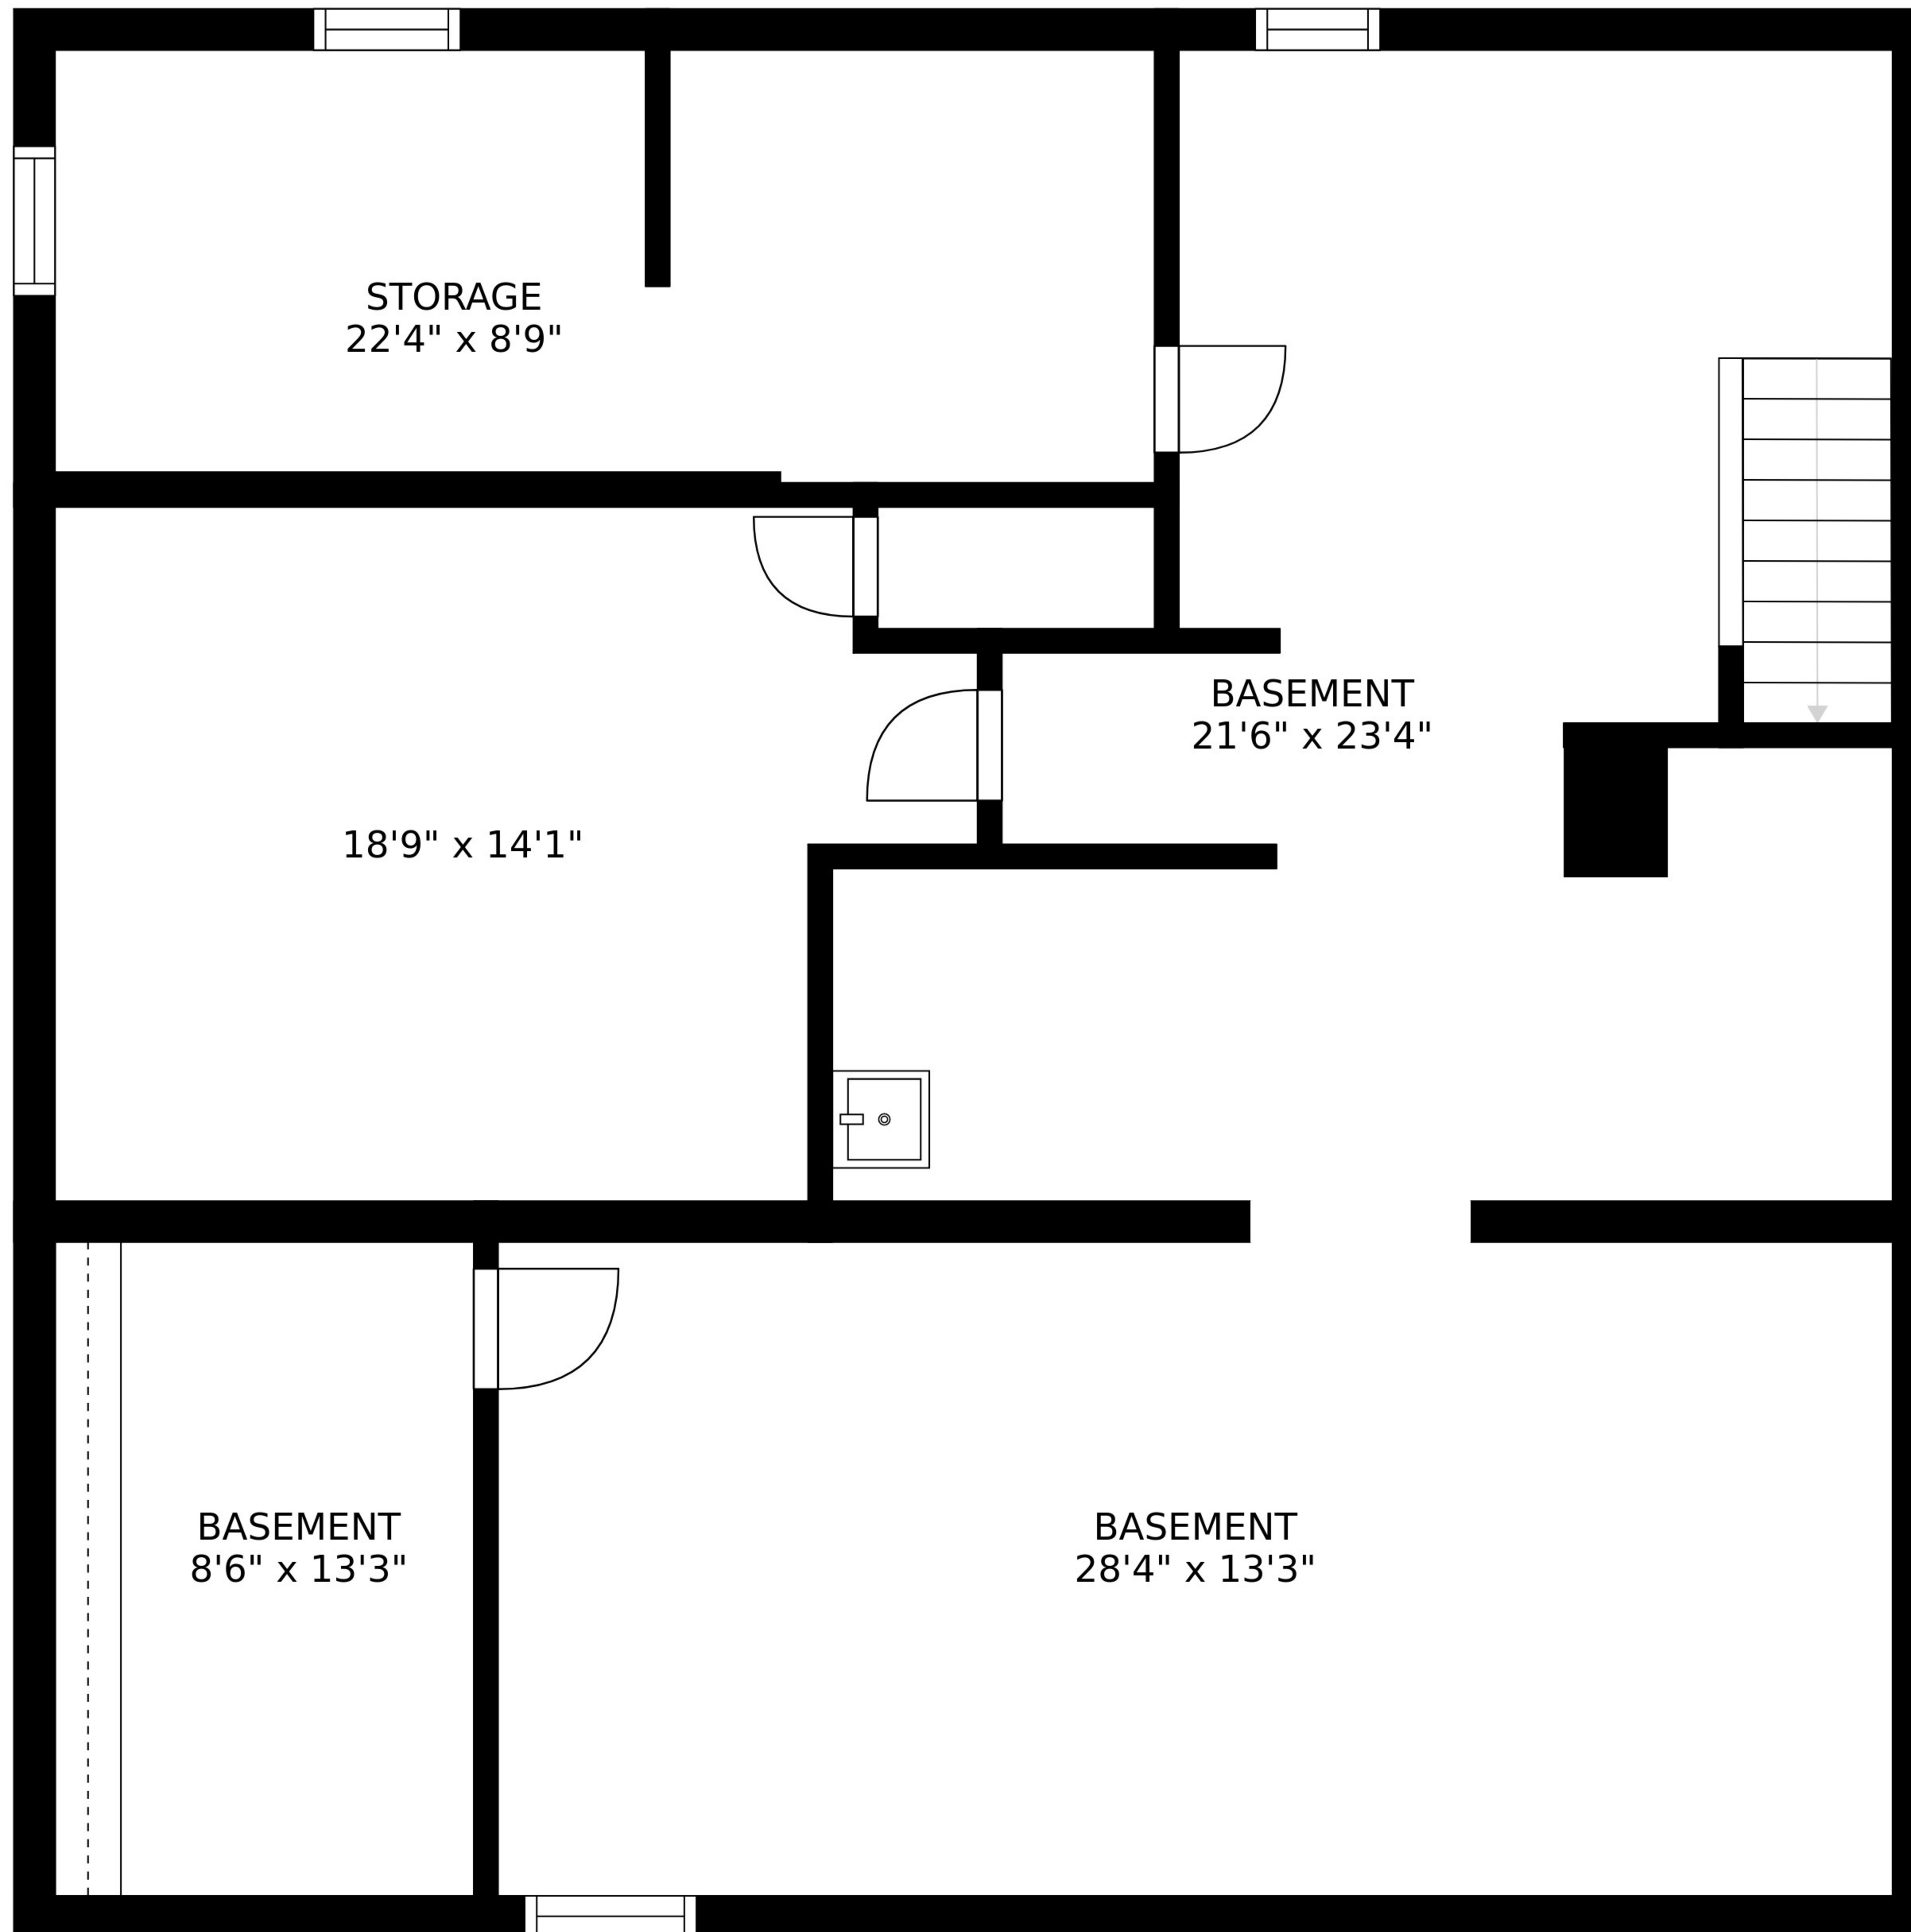 STORAGE
22'4" x 8'9"
BASEMENT
21'6" x 23'4"
18'9" x 14'1"
BASEMENT
8'6" x 13'3"
BASEMENT
28'4" x 13'3"